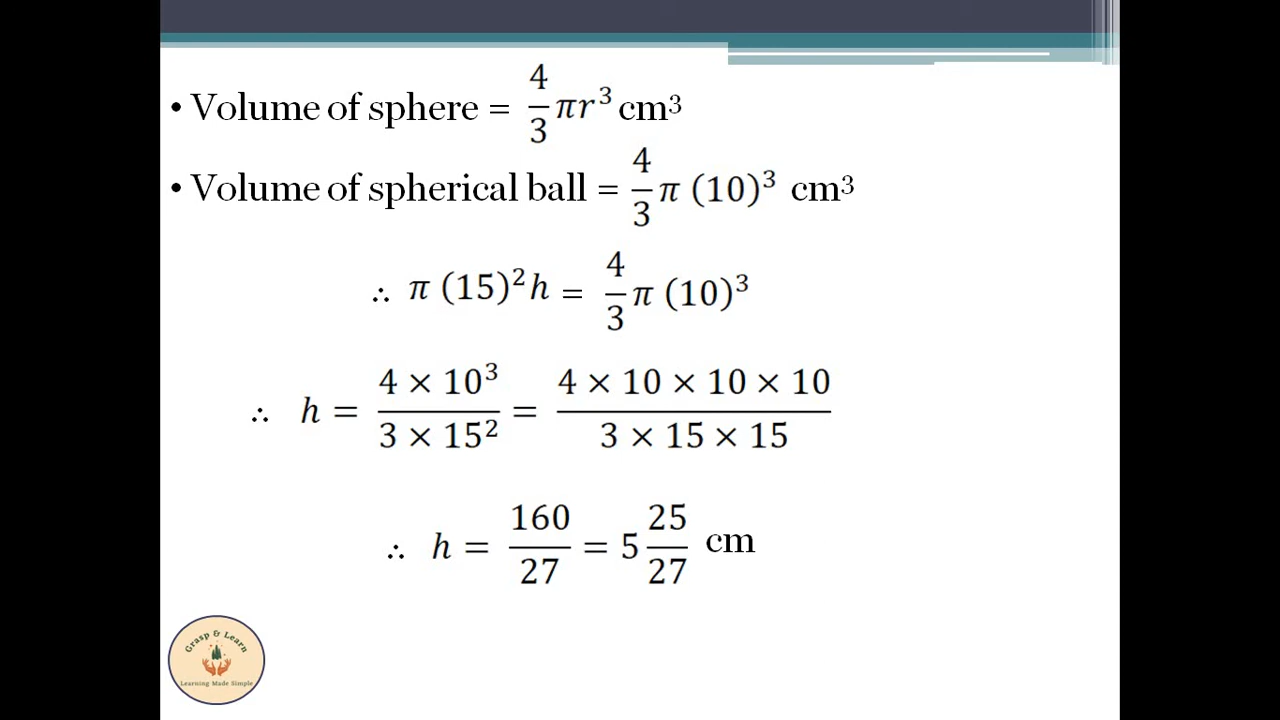 • Volume of sphere = 4/3 πr³ cm³
• Volume of spherical ball = 4/3 π (10)³ cm³
∴ π (15)²h = 4/3 π (10)³
∴ h = (4 × 10³)/(3 × 15²) = (4 × 10 × 10 × 10)/(3 × 15 × 15)
∴ h = 160/27 = 5 25/27 cm
Grasp & Learn
Learning Made Simple